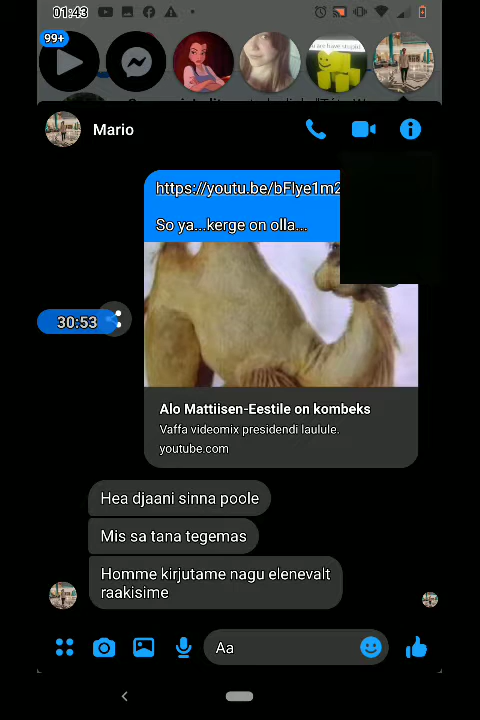 01:43
99+
Mario
https://youtu.be/bFlye1m2
So ya...kerge on olla...
30:53
Alo Mattiisen-Eestile on kombeks
Vaffa videomix presidendi laulule.
youtube.com
Hea djaani sinna poole
Mis sa tana tegemas
Homme kirjutame nagu elenevalt
raakisime
Aa